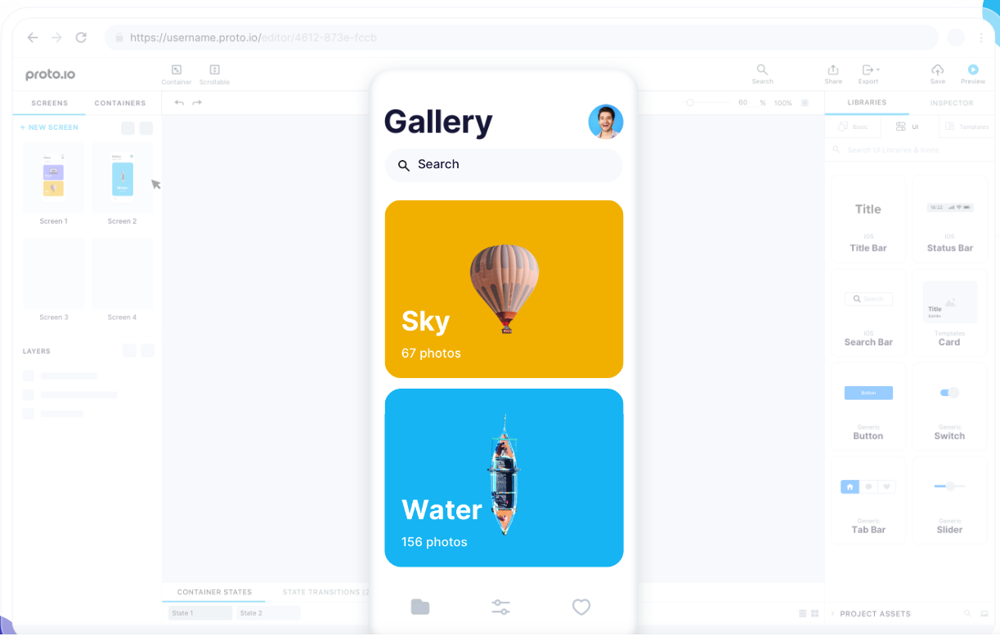 https://username.proto.io/editor/4612-873e-fccb
proto.io
Container
Scrollable
Search
Share
Export
Save
Preview
SCREENS
CONTAINERS
60 %
100%
LIBRARIES
INSPECTOR
+ NEW SCREEN
Basic
UI
Templates
Search UI Libraries & Icons
Screen 1
Screen 2
Screen 3
Screen 4
LAYERS
Gallery
Search
Sky
67 photos
Water
156 photos
Title
iOS
Title Bar
16:22
iOS
Status Bar
Search
iOS
Search Bar
Title
Subtitle
Templates
Card
Button
Generic
Button
Generic
Switch
Generic
Tab Bar
Generic
Slider
CONTAINER STATES
STATE TRANSITIONS (2
State 1
State 2
PROJECT ASSETS